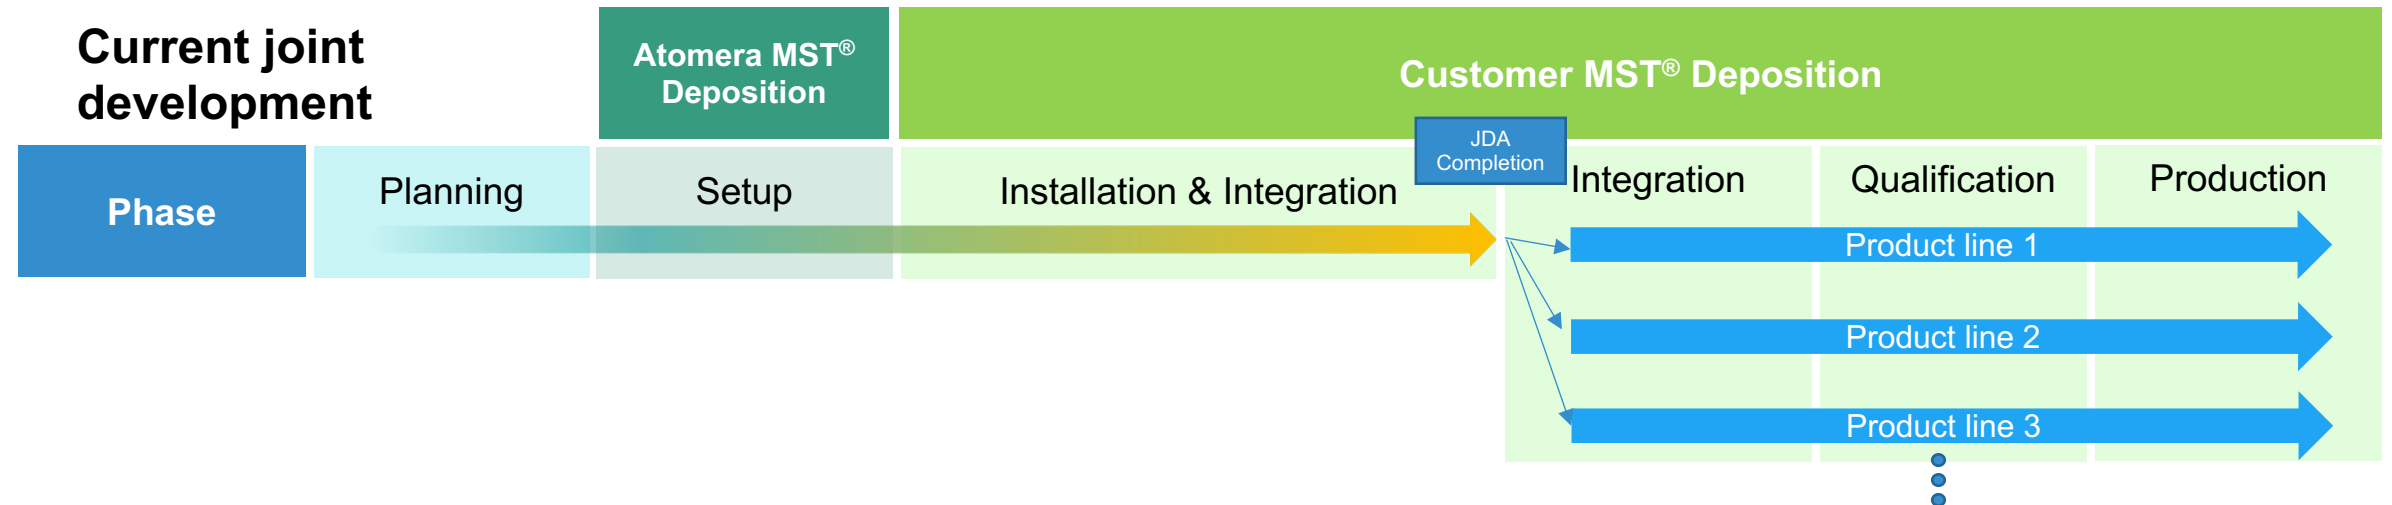 Current joint
development
Atomera MST®
Deposition
Customer MST® Deposition
JDA
Completion
Phase
Planning
Setup
Installation & Integration
Integration
Qualification
Production
Product line 1
Product line 2
Product line 3